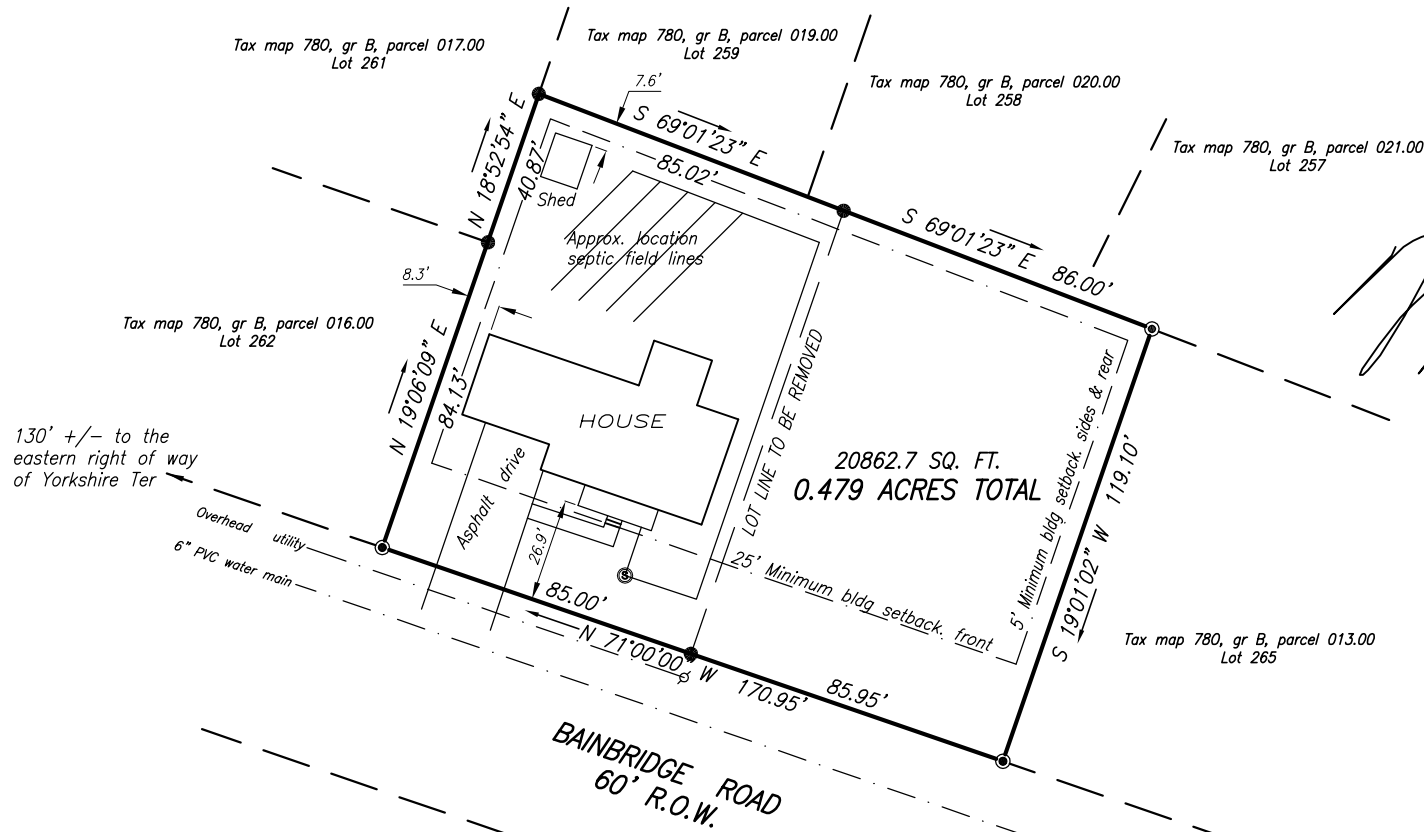 Tax map 780, gr B, parcel 017.00
Lot 261
Tax map 780, gr B, parcel 019.00
Lot 259
Tax map 780, gr B, parcel 020.00
Lot 258
Tax map 780, gr B, parcel 021.00
Lot 257
7.6'
S 69°01'23" E
85.02'
S 69°01'23" E
86.00'
N 18°52'54" E
40.87'
Shed
Approx. location
septic field lines
8.3'
Tax map 780, gr B, parcel 016.00
Lot 262
N 19°06'09" E
84.13'
HOUSE
LOT LINE TO BE REMOVED
20862.7 SQ. FT.
0.479 ACRES TOTAL
5' Minimum bldg setback. sides & rear
S 19°01'02" W
119.10'
130' +/- to the
eastern right of way
of Yorkshire Ter
Asphalt drive
26.9'
S
25' Minimum bldg setback. front
Overhead utility
6" PVC water main
85.00'
N 71°00'00" W
170.95'
85.95'
Tax map 780, gr B, parcel 013.00
Lot 265
BAINBRIDGE ROAD
60' R.O.W.